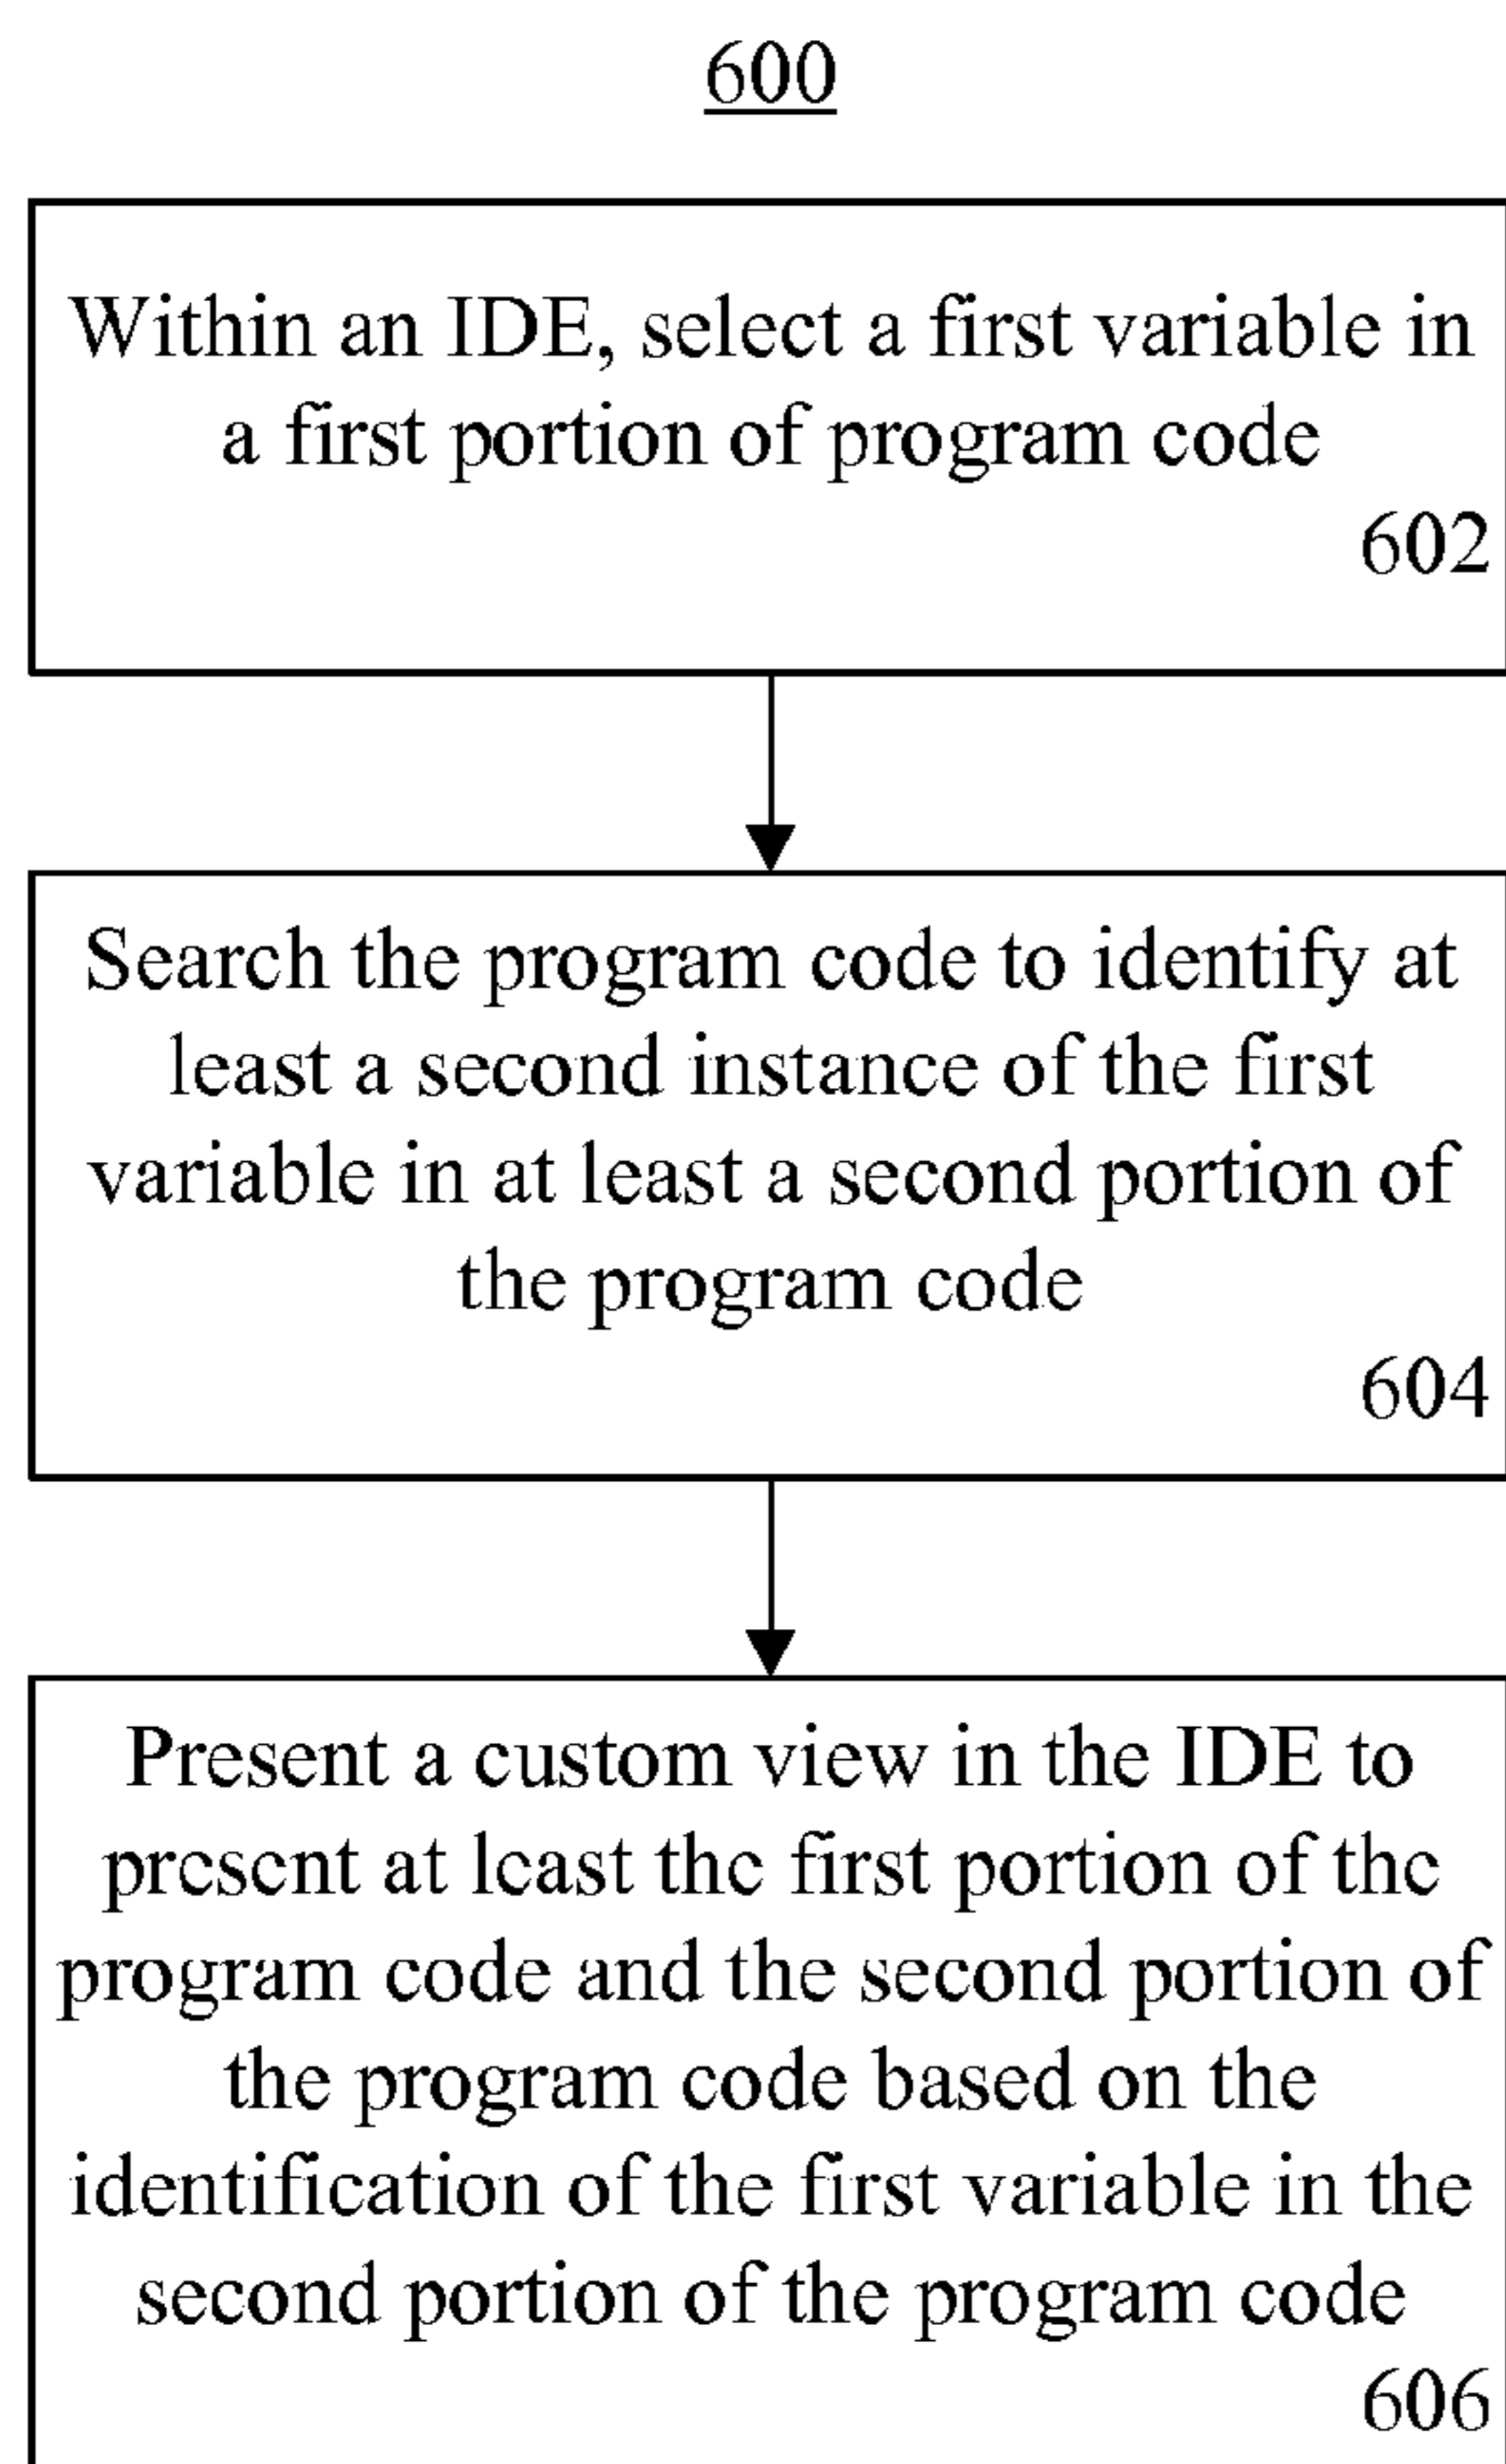 600
Within an IDE, select a first variable in
a first portion of program code
602
Search the program code to identify at
least a second instance of the first
variable in at least a second portion of
the program code
604
Present a custom view in the IDE to
present at least the first portion of the
program code and the second portion of
the program code based on the
identification of the first variable in the
second portion of the program code
606